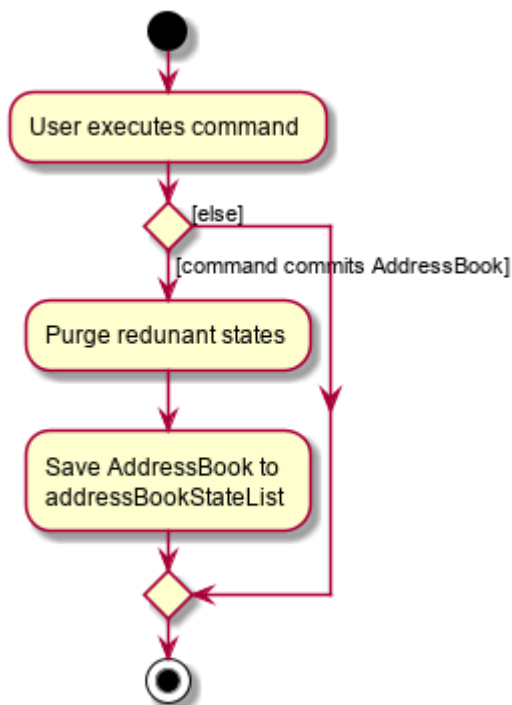 User executes command
[else]
[command commits AddressBook]
Purge redunant states
Save AddressBook to
addressBookStateList